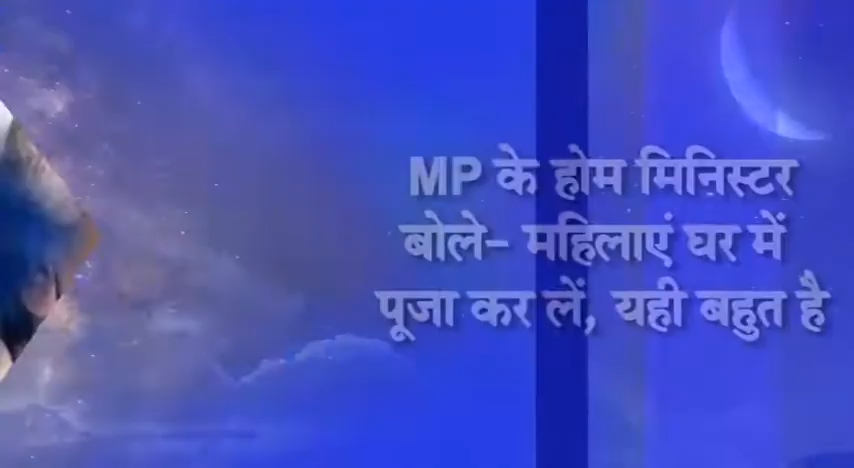 MP के होम मिनिस्टर
बोले- महिलाएं घर में
पूजा कर लें, यही बहुत है